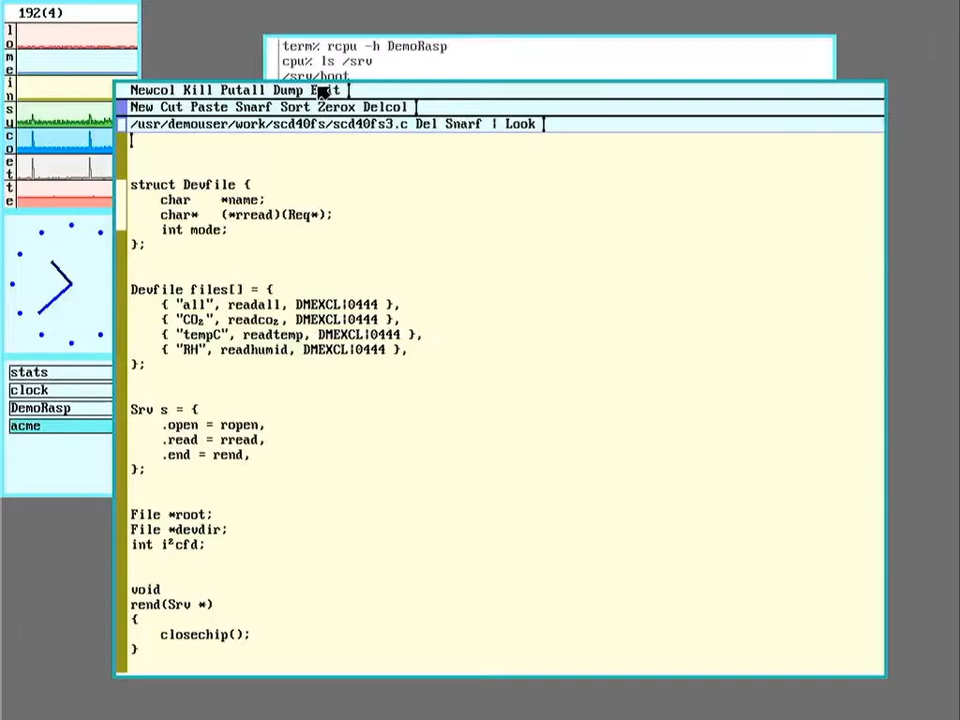 192(4)
l
o
m
e
i
n
s
u
c
o
e
t
t
e
term% rcpu -h DemoRasp
cpu% ls /srv
/srv/boot
Newcol Kill Putall Dump Exit
New Cut Paste Snarf Sort Zerox Delcol
/usr/demouser/work/scd40fs/scd40fs3.c Del Snarf | Look
struct Devfile {
    char    *name;
    char*   (*rread)(Req*);
    int mode;
};
Devfile files[] = {
    { "all", readall, DMEXCL|0444 },
    { "CO₂", readco₂, DMEXCL|0444 },
    { "tempC", readtemp, DMEXCL|0444 },
    { "RH", readhumid, DMEXCL|0444 },
};
Srv s = {
    .open = ropen,
    .read = rread,
    .end = rend,
};
File *root;
File *devdir;
int i²cfd;
void
rend(Srv *)
{
    closechip();
}
stats
clock
DemoRasp
acme